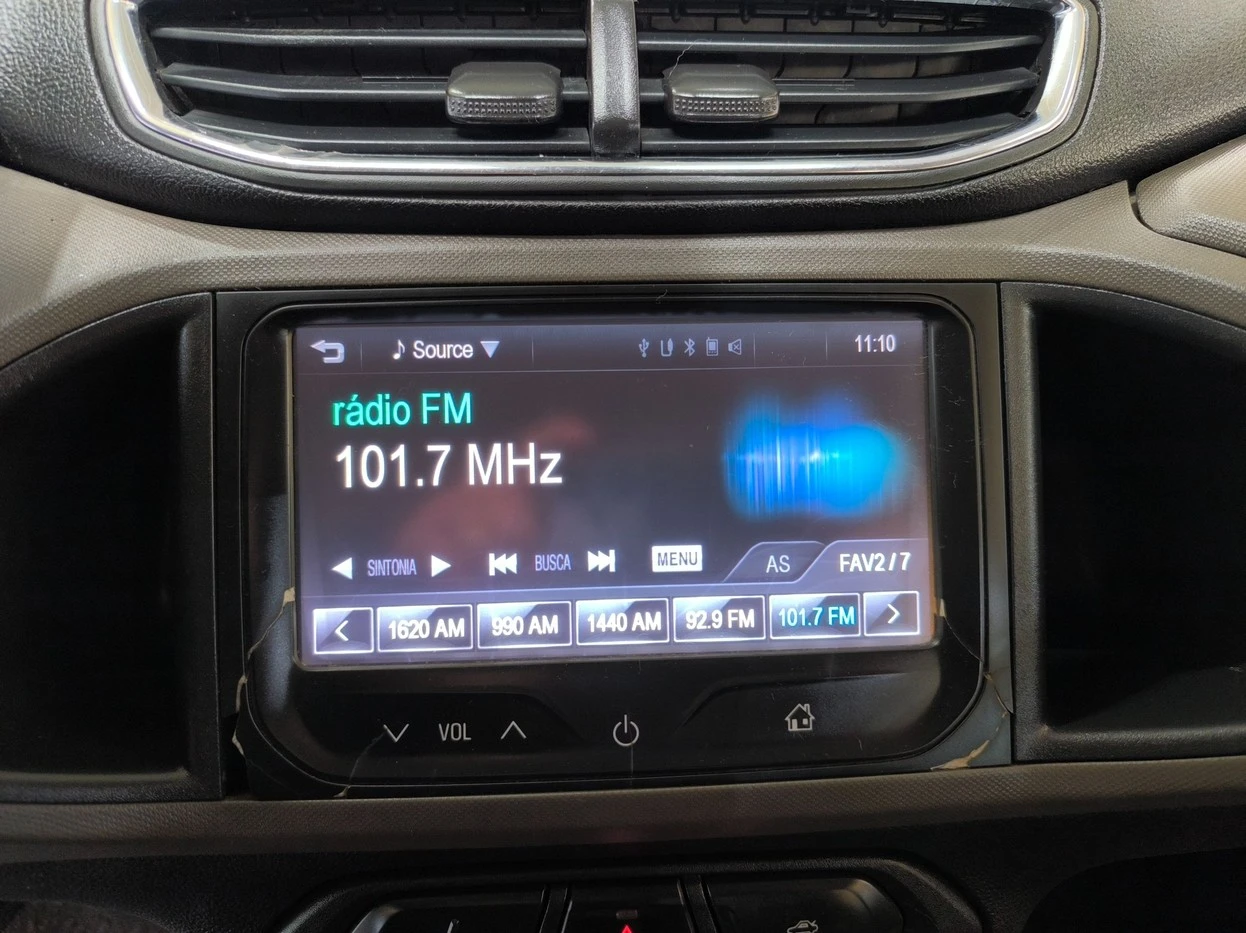 Source 11:10
rádio FM
101.7 MHz
SINTONIA BUSCA MENU AS FAV2/7
1620 AM 990 AM 1440 AM 92.9 FM 101.7 FM
VOL